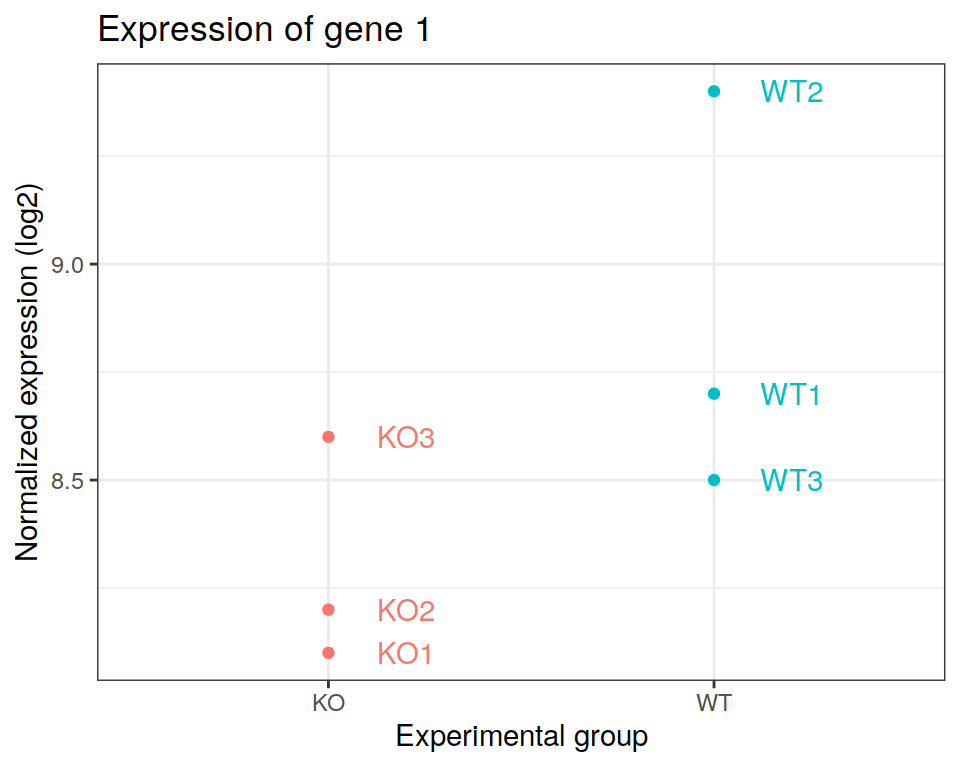 Expression of gene 1
Normalized expression (log2)
9.0
8.5
WT2
WT1
KO3
WT3
KO2
KO1
KO
WT
Experimental group